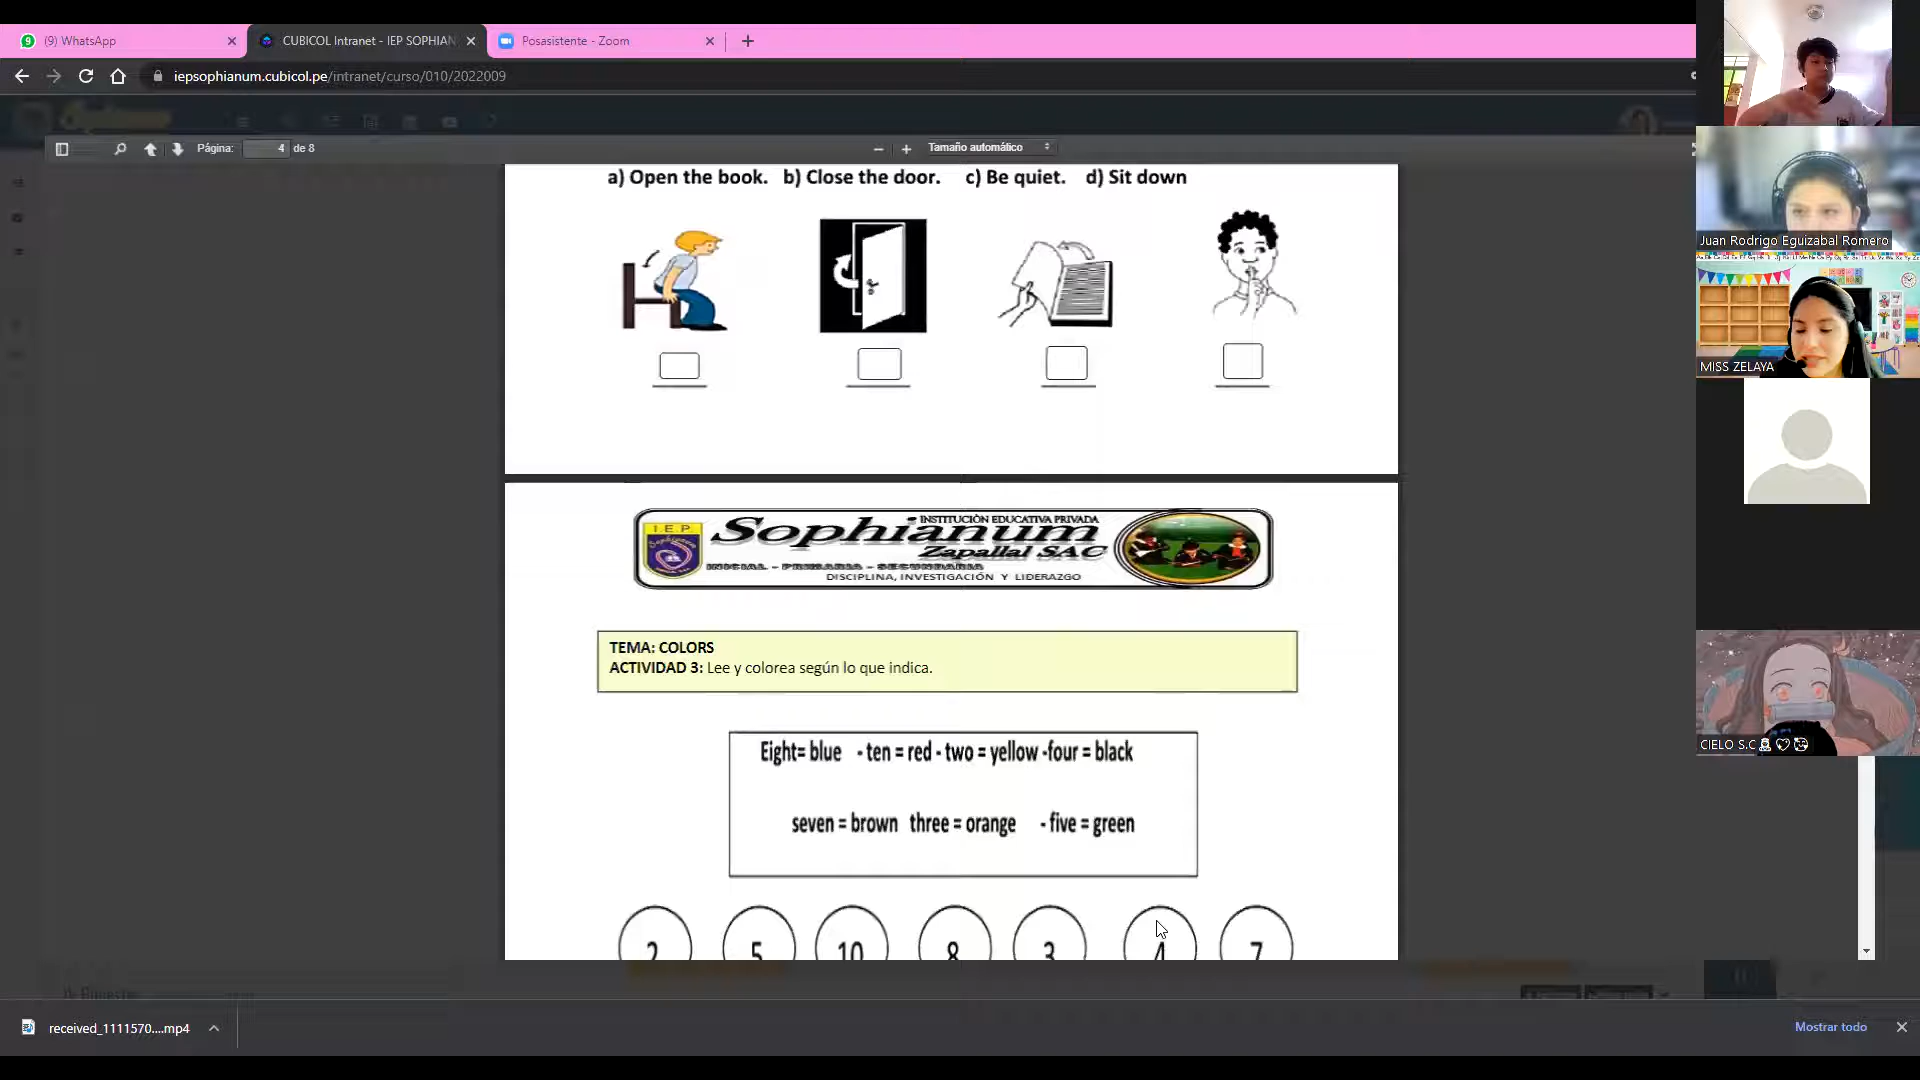 (9) WhatsApp
CUBICOL Intranet - IEP SOPHIAN
Posasistente - Zoom
iepsophianum.cubicol.pe/intranet/curso/010/2022009
Página: 4 de 8
Tamaño automático
a) Open the book. b) Close the door. c) Be quiet. d) Sit down
I.E.P.
INSTITUCIÓN EDUCATIVA PRIVADA
Sophianum
Zapallal SAC
INICIAL - PRIMARIA - SECUNDARIA
DISCIPLINA, INVESTIGACIÓN Y LIDERAZGO
TEMA: COLORS
ACTIVIDAD 3: Lee y colorea según lo que indica.
Eight= blue - ten = red - two = yellow -four = black
seven = brown three = orange - five = green
2 5 10 8 3 4 7
Juan Rodrigo Eguizabal Romero
MISS ZELAYA
CIELO S.C
received_1111570....mp4
Mostrar todo